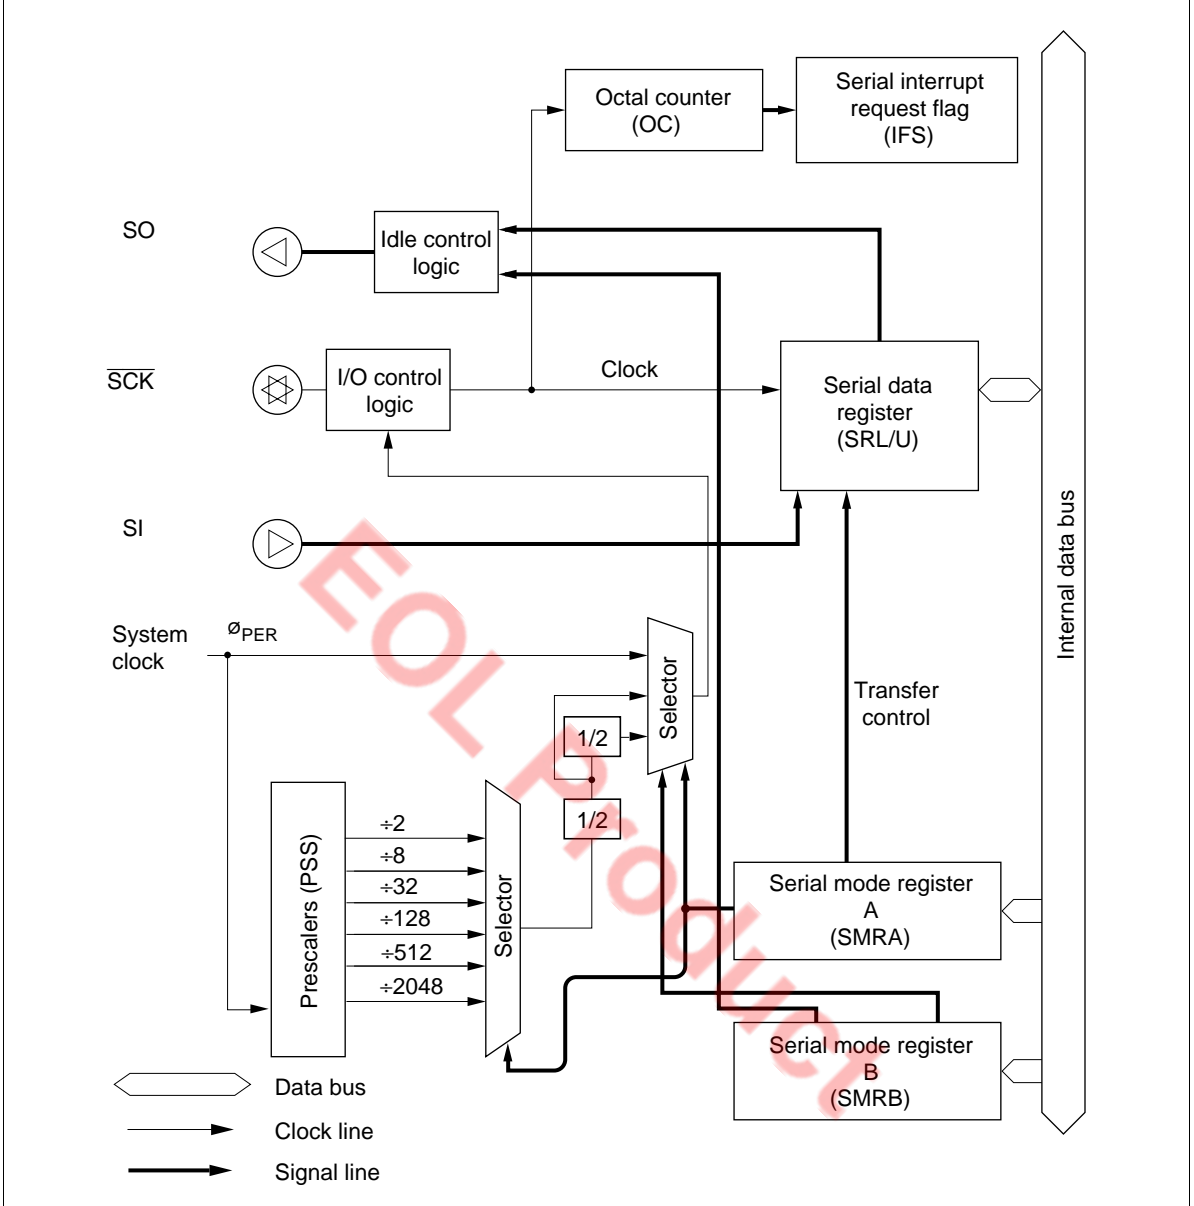 Octal counter
(OC)
Serial interrupt
request flag
(IFS)
SO
Idle control
logic
SCK
I/O control
logic
Clock
Serial data
register
(SRL/U)
SI
Internal data bus
System
clock
øPER
Selector
Transfer
control
1/2
1/2
Prescalers (PSS)
÷2
÷8
÷32
÷128
÷512
÷2048
Selector
Serial mode register
A
(SMRA)
Serial mode register
B
(SMRB)
Data bus
Clock line
Signal line
EOL Product